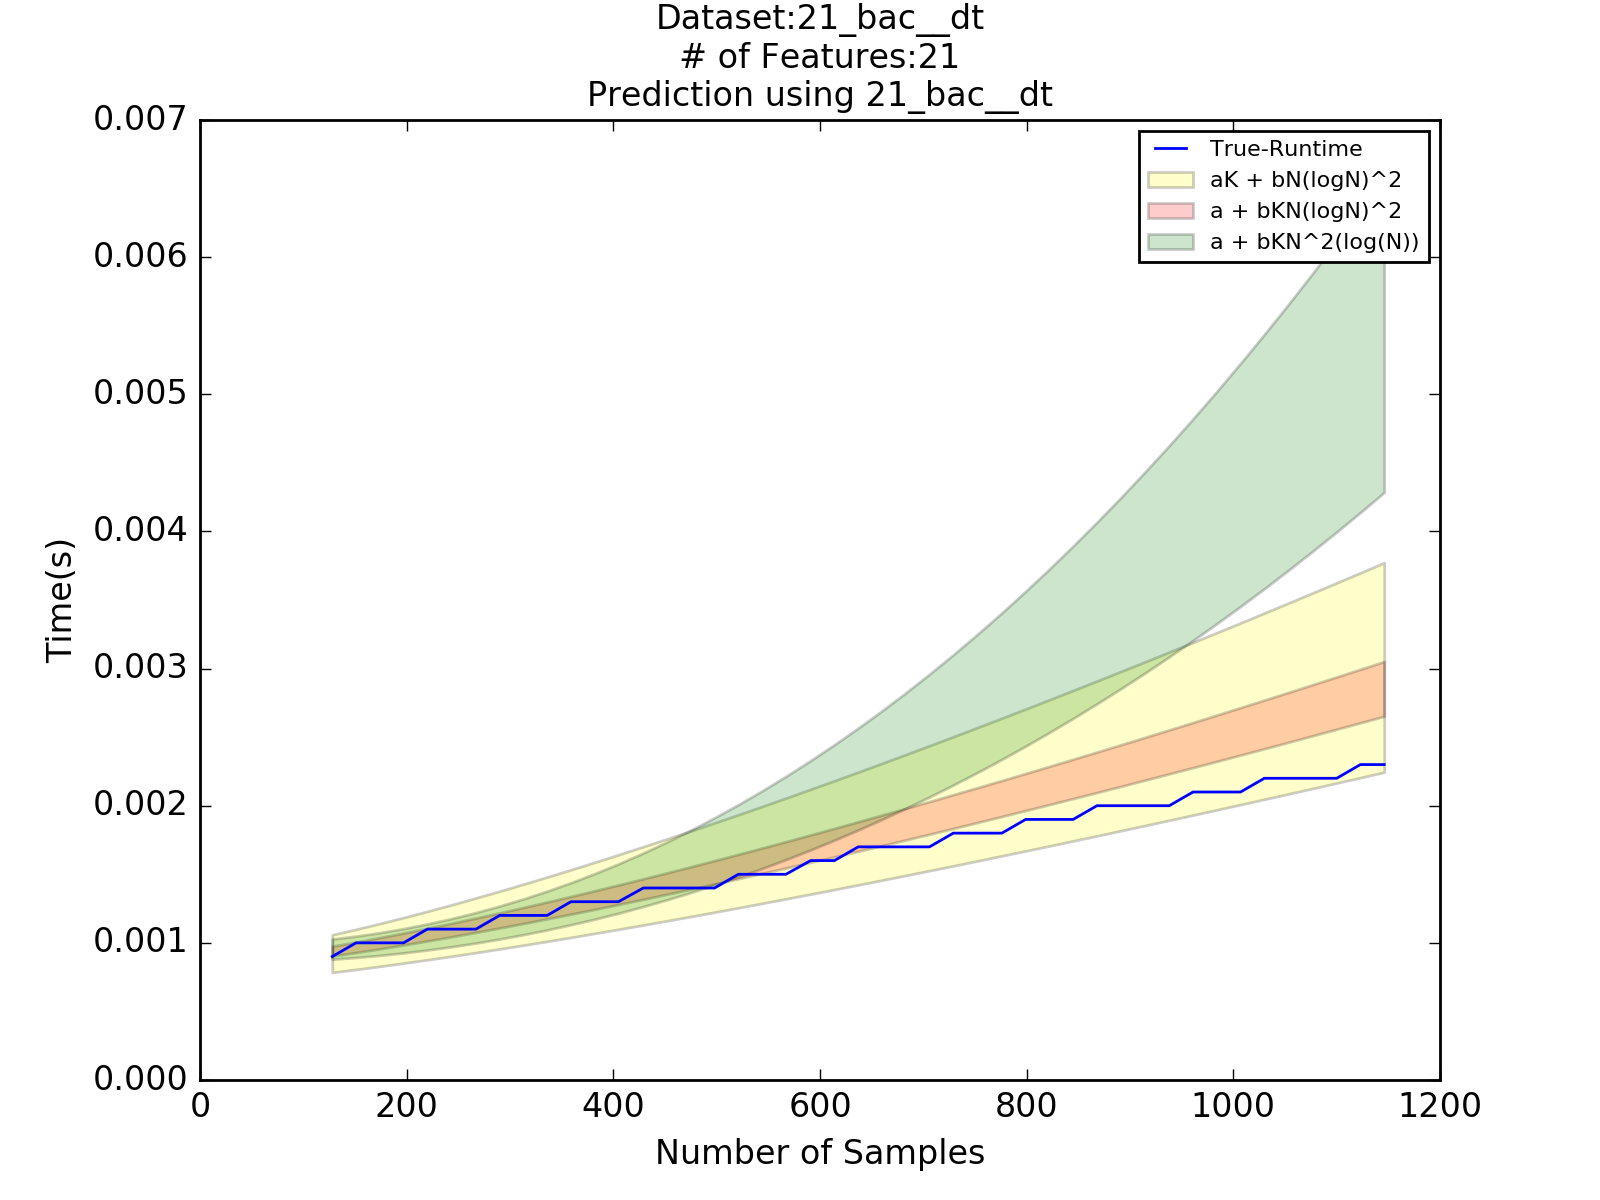 Dataset:21_bac__dt
# of Features:21
Prediction using 21_bac__dt
0.007
0.006
0.005
0.004
0.003
0.002
0.001
0.000
Time(s)
True-Runtime
aK + bN(logN)^2
a + bKN(logN)^2
a + bKN^2(log(N))
0 200 400 600 800 1000 1200
Number of Samples